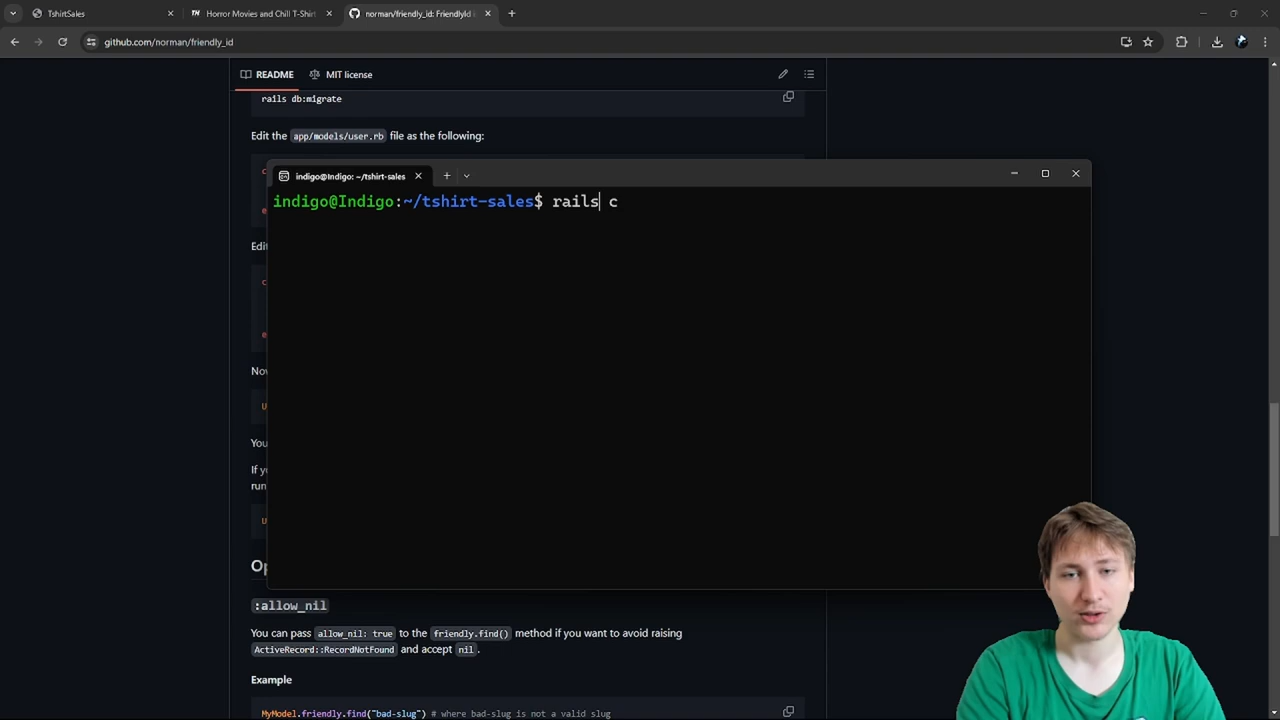 TshirtSales
Horror Movies and Chill T-Shirt
norman/friendly_id: FriendlyId i
github.com/norman/friendly_id
README
MIT license
rails db:migrate
Edit the app/models/user.rb file as the following:
indigo@Indigo: ~/tshirt-sales
indigo@Indigo:~/tshirt-sales$ rails c
c
e
Edit
c
e
Nov
U
You
If yo
run
U
Op
:allow_nil
You can pass allow_nil: true to the friendly.find() method if you want to avoid raising
ActiveRecord::RecordNotFound and accept nil.
Example
MyModel.friendly.find("bad-slug") # where bad-slug is not a valid slug